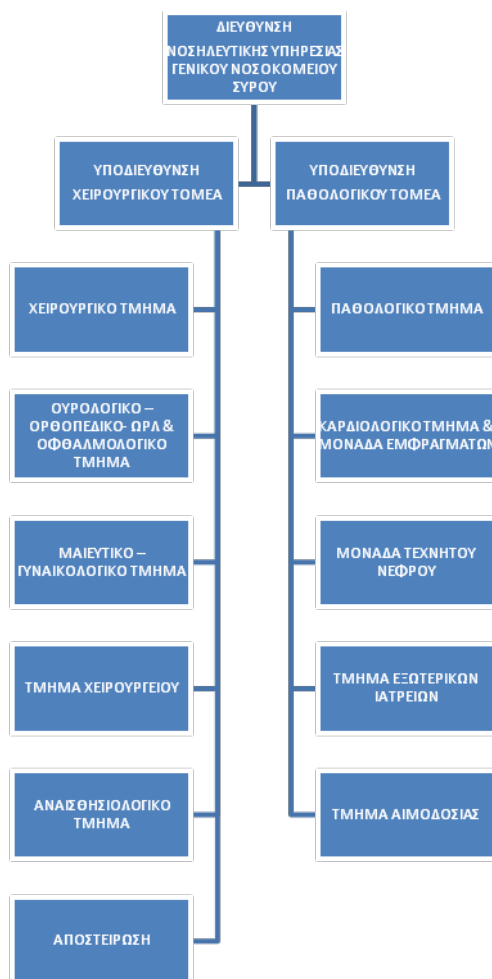 ΔΙΕΥΘΥΝΣΗ
ΝΟΣΗΛΕΥΤΙΚΗΣ ΥΠΗΡΕΣΙΑΣ
ΓΕΝΙΚΟΥ ΝΟΣΟΚΟΜΕΙΟΥ
ΣΥΡΟΥ
ΥΠΟΔΙΕΥΘΥΝΣΗ
ΧΕΙΡΟΥΡΓΙΚΟΥ ΤΟΜΕΑ
ΥΠΟΔΙΕΥΘΥΝΣΗ
ΠΑΘΟΛΟΓΙΚΟΥ ΤΟΜΕΑ
ΧΕΙΡΟΥΡΓΙΚΟ ΤΜΗΜΑ
ΟΥΡΟΛΟΓΙΚΟ –
ΟΡΘΟΠΕΔΙΚΟ- ΩΡΛ &
ΟΦΘΑΛΜΟΛΟΓΙΚΟ
ΤΜΗΜΑ
ΜΑΙΕΥΤΙΚΟ –
ΓΥΝΑΙΚΟΛΟΓΙΚΟ ΤΜΗΜΑ
ΤΜΗΜΑ ΧΕΙΡΟΥΡΓΕΙΟΥ
ΑΝΑΙΣΘΗΣΙΟΛΟΓΙΚΟ
ΤΜΗΜΑ
ΑΠΟΣΤΕΙΡΩΣΗ
ΠΑΘΟΛΟΓΙΚΟ ΤΜΗΜΑ
ΚΑΡΔΙΟΛΟΓΙΚΟ ΤΜΗΜΑ &
ΜΟΝΑΔΑ ΕΜΦΡΑΓΜΑΤΩΝ
ΜΟΝΑΔΑ ΤΕΧΝΗΤΟΥ
ΝΕΦΡΟΥ
ΤΜΗΜΑ ΕΞΩΤΕΡΙΚΩΝ
ΙΑΤΡΕΙΩΝ
ΤΜΗΜΑ ΑΙΜΟΔΟΣΙΑΣ